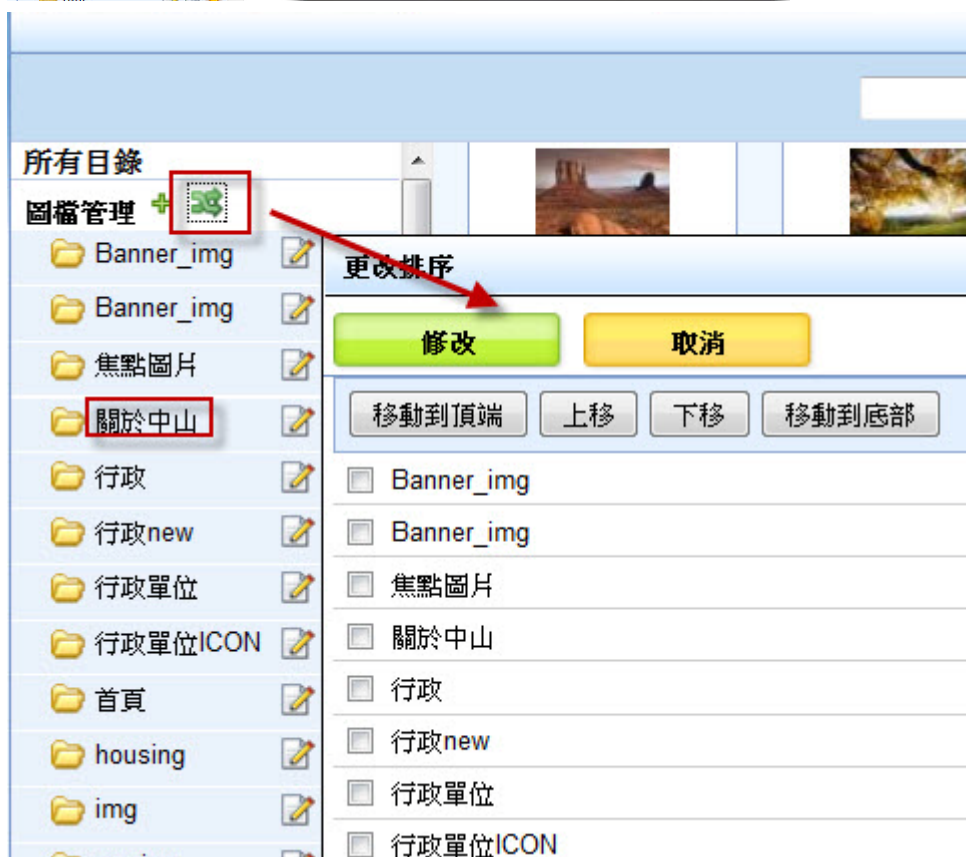 所有目錄
圖檔管理
Banner_img
Banner_img
焦點圖片
關於中山
行政
行政new
行政單位
行政單位ICON
首頁
housing
img
更改排序
修改 取消
移動到頂端 上移 下移 移動到底部
Banner_img
Banner_img
焦點圖片
關於中山
行政
行政new
行政單位
行政單位ICON